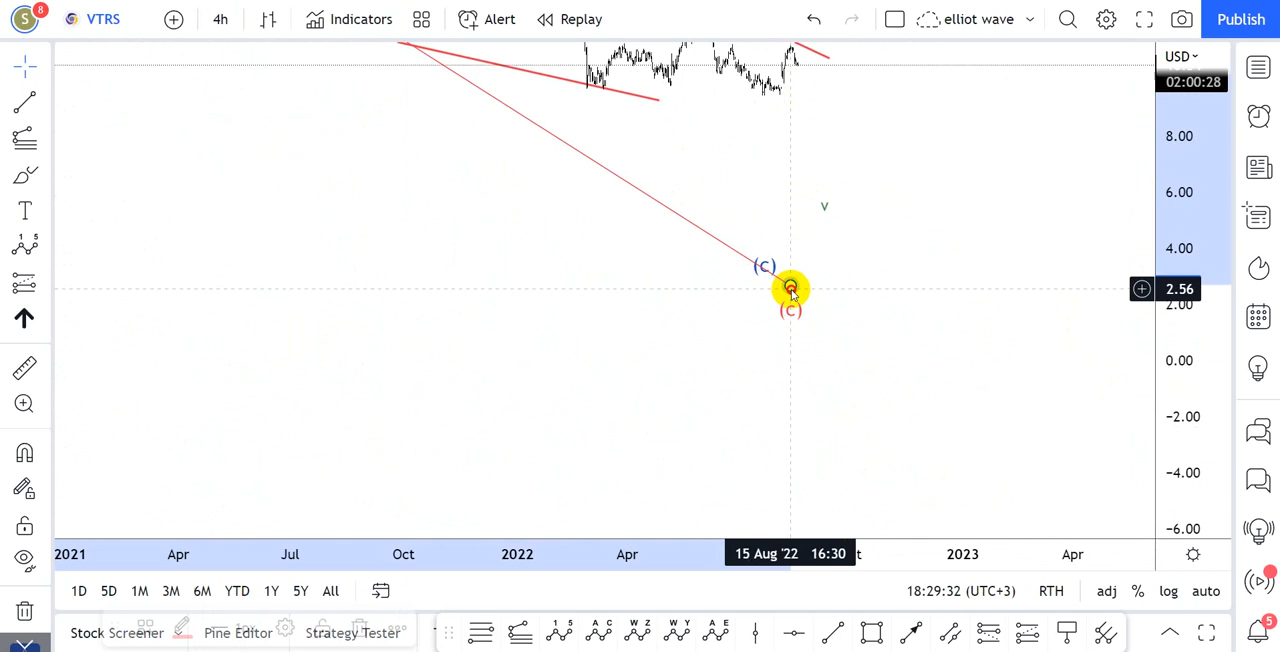 S 8 VTRS 4h Indicators Alert Replay elliot wave Publish
USD
02:00:28
8.00
6.00
v
4.00
(C)
2.56
2.00
(C)
0.00
−2.00
−4.00
−6.00
2021 Apr Jul Oct 2022 Apr 15 Aug '22 16:30 t 2023 Apr
1D 5D 1M 3M 6M YTD 1Y 5Y All 18:29:32 (UTC+3) RTH adj % log auto
Stock Screener Pine Editor Strategy Tester
1 5 A C W Z W Y A E
5